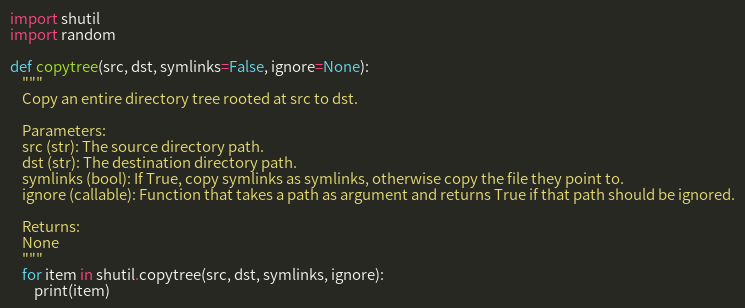 import shutil
import random

def copytree(src, dst, symlinks=False, ignore=None):
    """
    Copy an entire directory tree rooted at src to dst.

    Parameters:
    src (str): The source directory path.
    dst (str): The destination directory path.
    symlinks (bool): If True, copy symlinks as symlinks, otherwise copy the file they point to.
    ignore (callable): Function that takes a path as argument and returns True if that path should be ignored.

    Returns:
    None
    """
    for item in shutil.copytree(src, dst, symlinks, ignore):
        print(item)